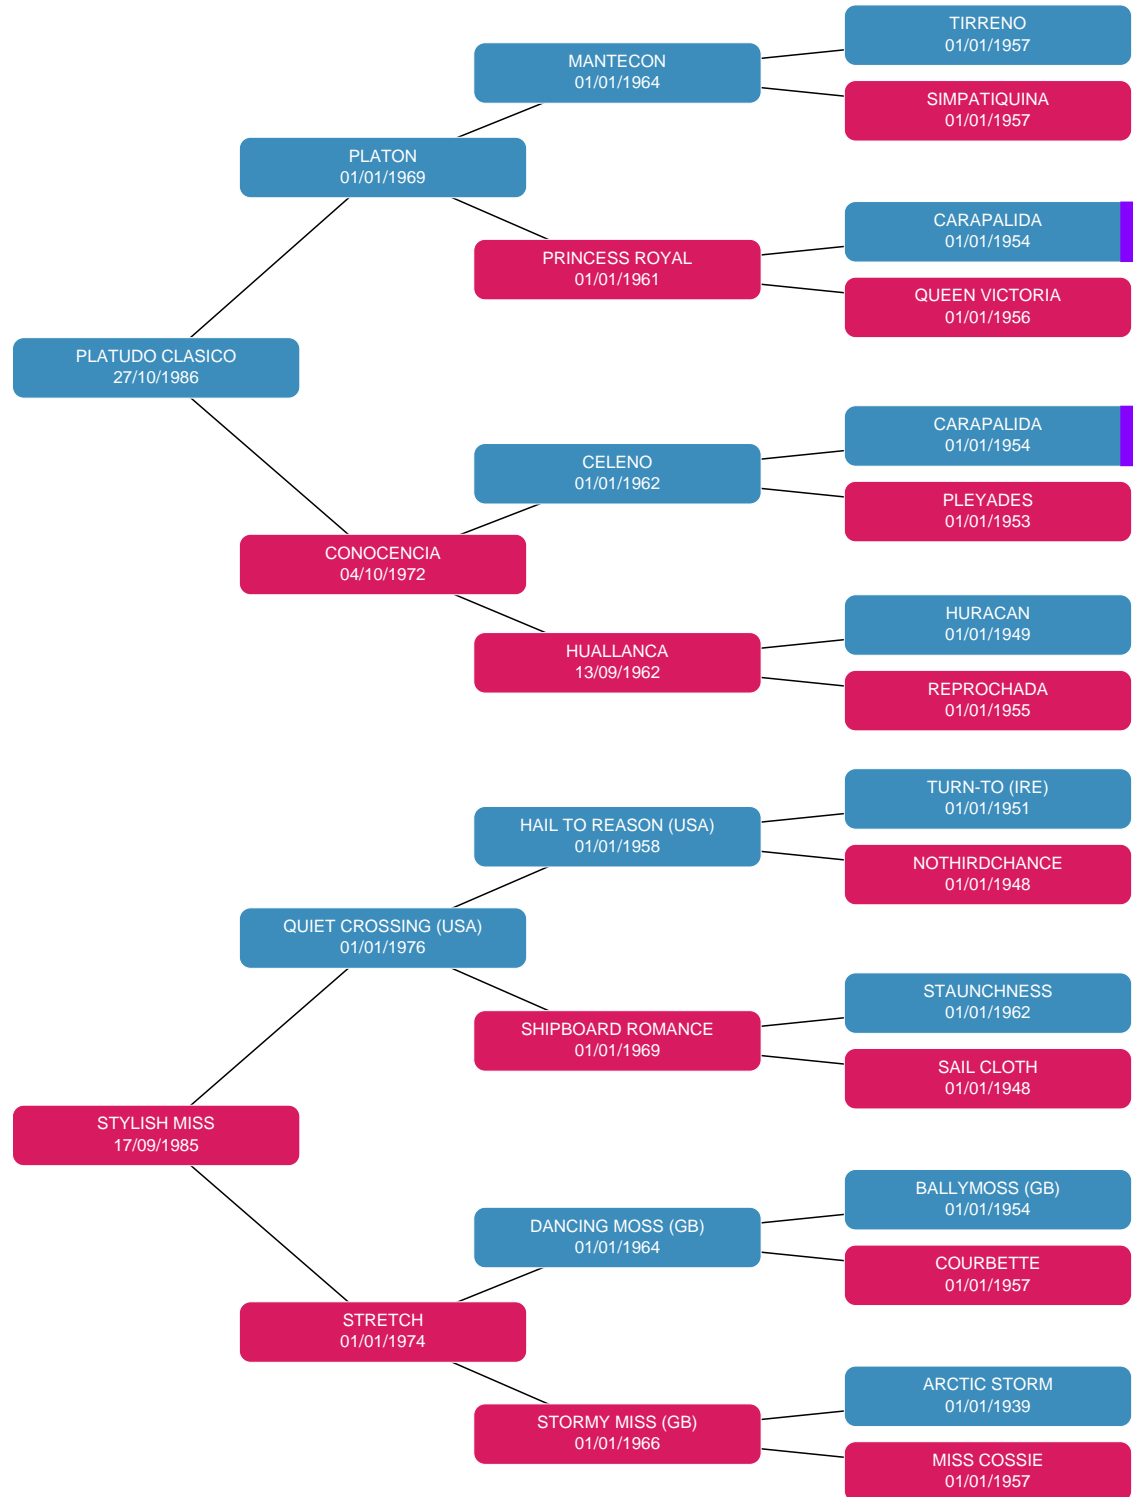 TIRRENO
01/01/1957
MANTECON
01/01/1964
SIMPATIQUINA
01/01/1957
PLATON
01/01/1969
CARAPALIDA
01/01/1954
PRINCESS ROYAL
01/01/1961
QUEEN VICTORIA
01/01/1956
PLATUDO CLASICO
27/10/1986
CARAPALIDA
01/01/1954
CELENO
01/01/1962
PLEYADES
01/01/1953
CONOCENCIA
04/10/1972
HURACAN
01/01/1949
HUALLANCA
13/09/1962
REPROCHADA
01/01/1955
TURN-TO (IRE)
01/01/1951
HAIL TO REASON (USA)
01/01/1958
NOTHIRDCHANCE
01/01/1948
QUIET CROSSING (USA)
01/01/1976
STAUNCHNESS
01/01/1962
SHIPBOARD ROMANCE
01/01/1969
SAIL CLOTH
01/01/1948
STYLISH MISS
17/09/1985
BALLYMOSS (GB)
01/01/1954
DANCING MOSS (GB)
01/01/1964
COURBETTE
01/01/1957
STRETCH
01/01/1974
ARCTIC STORM
01/01/1939
STORMY MISS (GB)
01/01/1966
MISS COSSIE
01/01/1957